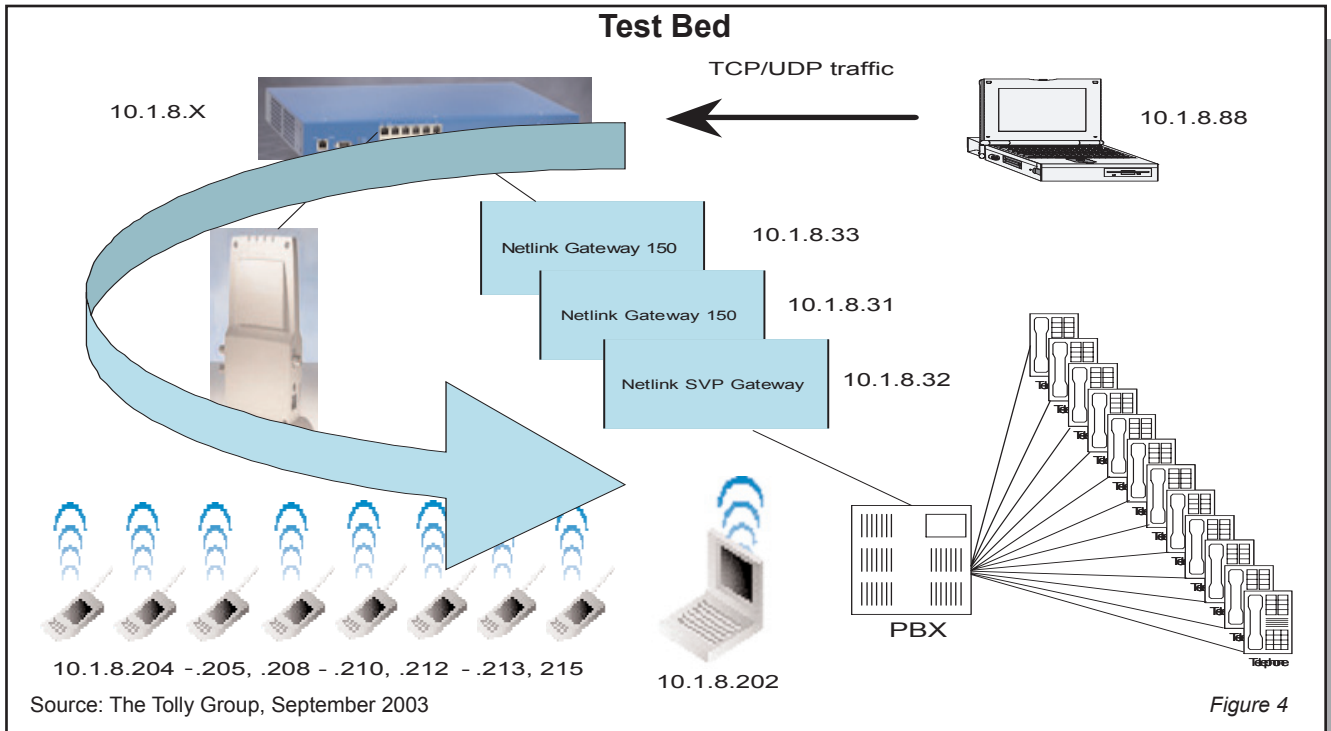 Test Bed
TCP/UDP traffic
10.1.8.X
10.1.8.88
Netlink Gateway 150
10.1.8.33
Netlink Gateway 150
10.1.8.31
Netlink SVP Gateway
10.1.8.32
PBX
Telephone
10.1.8.204 - .205, .208 - .210, .212 - .213, 215
10.1.8.202
Source: The Tolly Group, September 2003
Figure 4